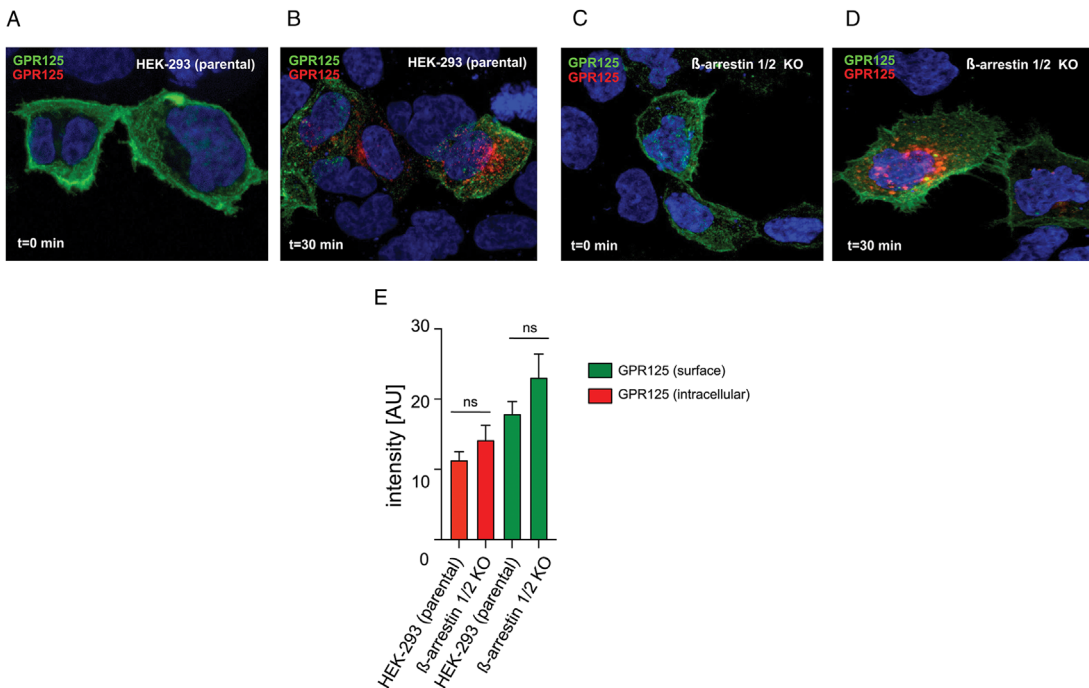 A
B
C
D
GPR125
GPR125
HEK-293 (parental)
t=0 min
GPR125
GPR125
HEK-293 (parental)
t=30 min
GPR125
GPR125
ß-arrestin 1/2 KO
t=0 min
GPR125
GPR125
ß-arrestin 1/2 KO
t=30 min
E
30
20
10
0
intensity [AU]
ns
ns
HEK-293 (parental)
ß-arrestin 1/2 KO
HEK-293 (parental)
ß-arrestin 1/2 KO
GPR125 (surface)
GPR125 (intracellular)